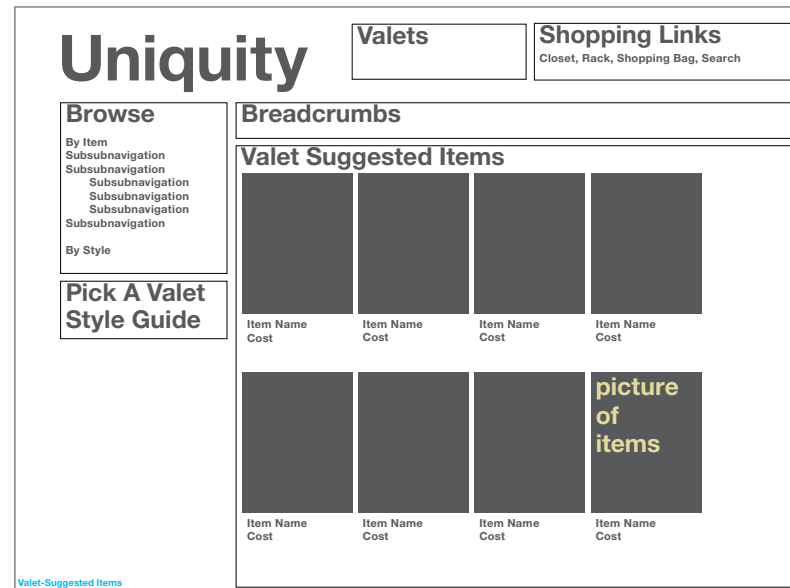 Uniquity
Valets
Shopping Links
Closet, Rack, Shopping Bag, Search
Browse
By Item
Subsubnavigation
Subsubnavigation
Subsubnavigation
Subsubnavigation
Subsubnavigation
Subsubnavigation
By Style
Pick A Valet
Style Guide
Breadcrumbs
Valet Suggested Items
Item Name
Cost
Item Name
Cost
Item Name
Cost
Item Name
Cost
picture
of
items
Item Name
Cost
Item Name
Cost
Item Name
Cost
Item Name
Cost
Valet-Suggested Items